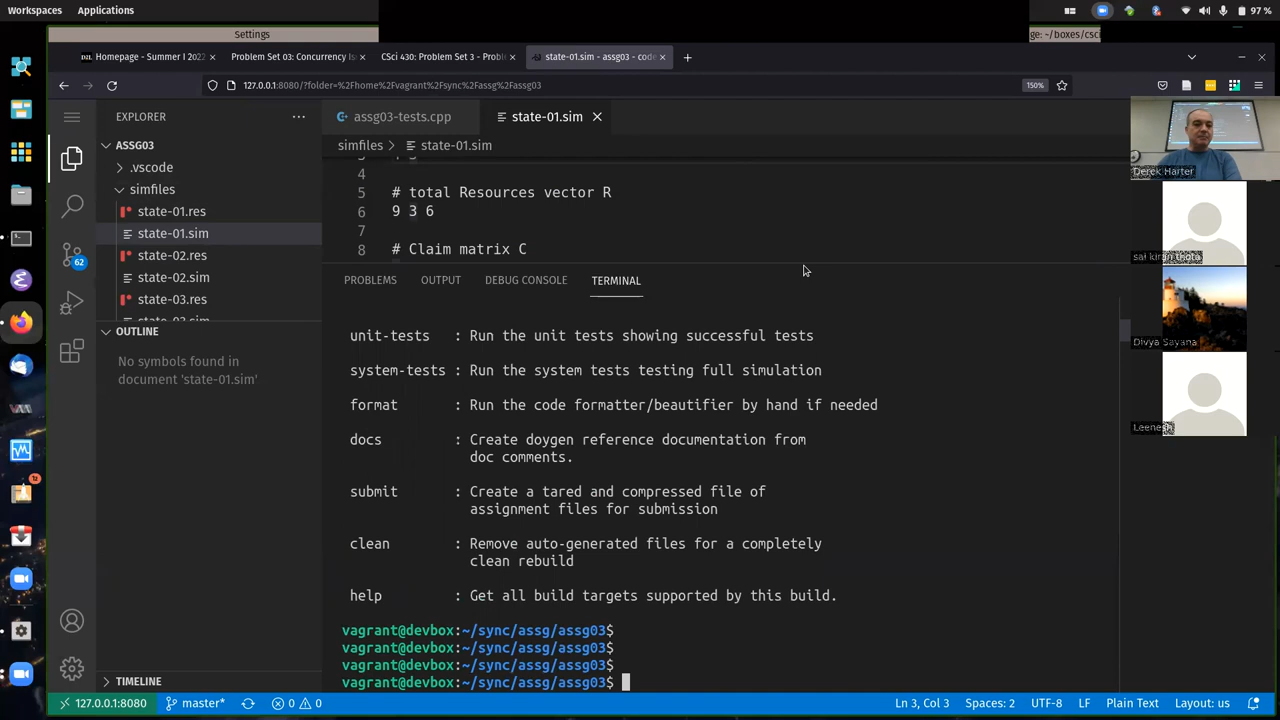 Workspaces Applications 97 %
Settings
ge: ~/boxes/csci
Homepage - Summer I 2022 Problem Set 03: Concurrency Is CSci 430: Problem Set 3 - Probl state-01.sim - assg03 - code
127.0.0.1:8080/?folder=%2Fhome%2Fvagrant%2Fsync%2Fassg%2Fassg03 150%
EXPLORER
assg03-tests.cpp state-01.sim
ASSG03
simfiles > state-01.sim
.vscode
simfiles
state-01.res
state-01.sim
state-02.res
state-02.sim
state-03.res
62
4
5 # total Resources vector R
6 9 3 6
7
8 # Claim matrix C
PROBLEMS OUTPUT DEBUG CONSOLE TERMINAL
OUTLINE
No symbols found in
document 'state-01.sim'
unit-tests : Run the unit tests showing successful tests
system-tests : Run the system tests testing full simulation
format : Run the code formatter/beautifier by hand if needed
docs : Create doygen reference documentation from
doc comments.
submit : Create a tared and compressed file of
assignment files for submission
clean : Remove auto-generated files for a completely
clean rebuild
help : Get all build targets supported by this build.
vagrant@devbox:~/sync/assg/assg03$
vagrant@devbox:~/sync/assg/assg03$
vagrant@devbox:~/sync/assg/assg03$
vagrant@devbox:~/sync/assg/assg03$
TIMELINE
127.0.0.1:8080 master* 0 0 Ln 3, Col 3 Spaces: 2 UTF-8 LF Plain Text Layout: us
Derek Harter
sai kiran thota
Divya Sayana
Leenesh
12